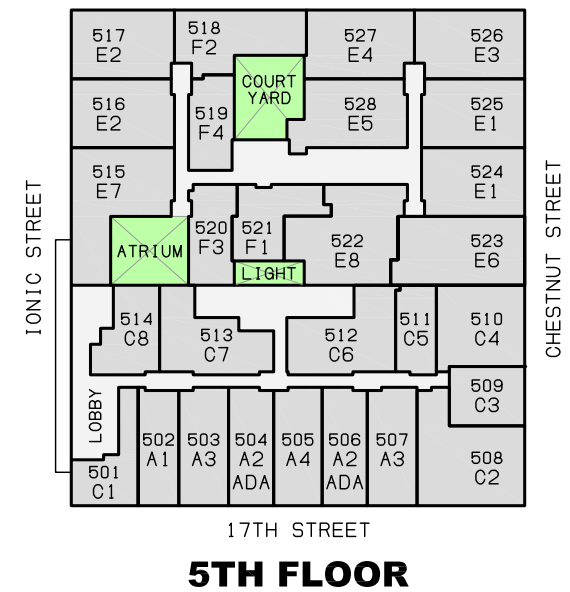 517
E2
518
F2
527
E4
526
E3
COURT
YARD
516
E2
519
F4
528
E5
525
E1
515
E7
524
E1
ATRIUM
520
F3
521
F1
522
E8
523
E6
LIGHT
IONIC STREET
CHESTNUT STREET
514
C8
513
C7
512
C6
511
C5
510
C4
509
C3
LOBBY
501
C1
502
A1
503
A3
504
A2
ADA
505
A4
506
A2
ADA
507
A3
508
C2
17TH STREET
5TH FLOOR